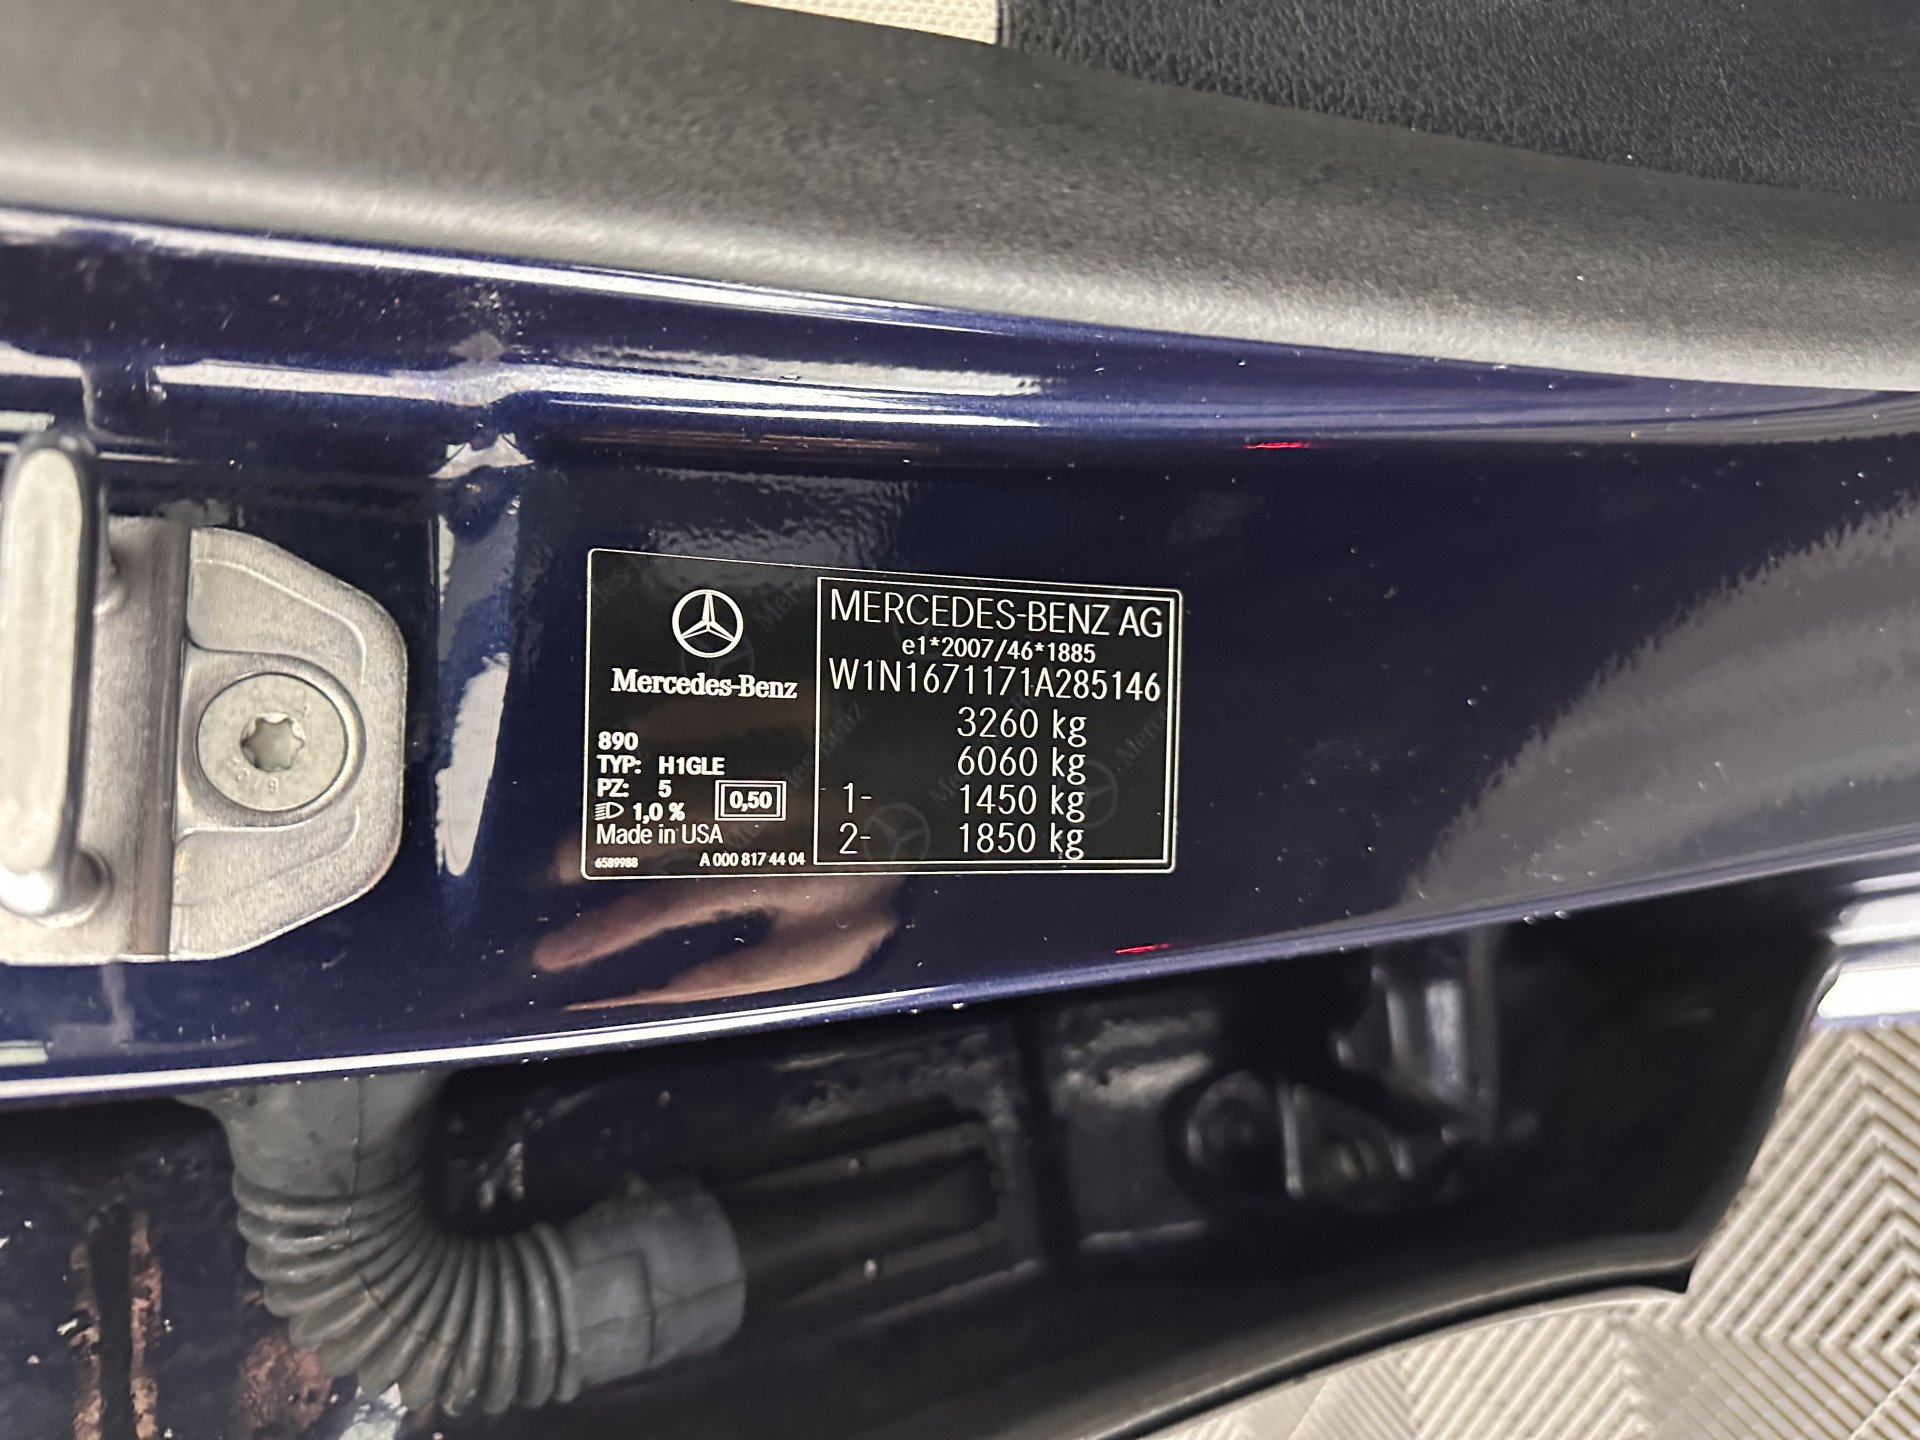 Mercedes-Benz
890
TYP: H1GLE
PZ: 5
1,0 %
0,50
Made in USA
6589988
A 000 817 44 04
MERCEDES-BENZ AG
e1*2007/46*1885
W1N1671171A285146
3260 kg
6060 kg
1- 1450 kg
2- 1850 kg